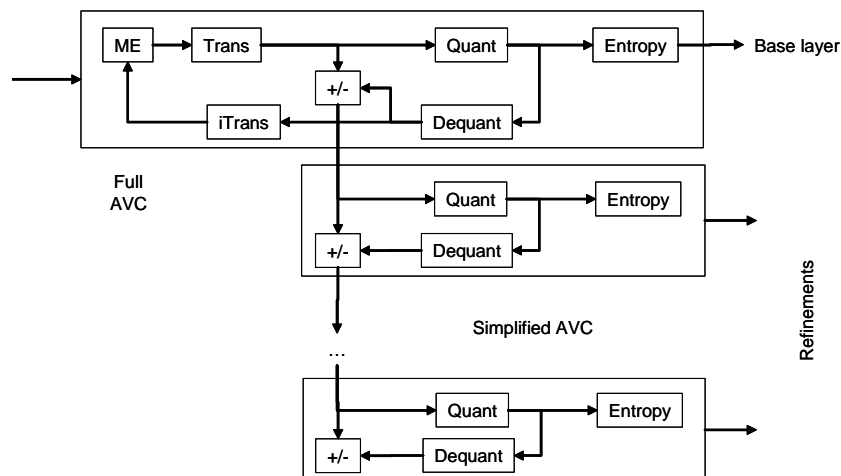 ME
Trans
Quant
Entropy
Base layer
+/-
iTrans
Dequant
Full
AVC
Quant
Entropy
+/-
Dequant
Simplified AVC
Refinements
...
Quant
Entropy
+/-
Dequant